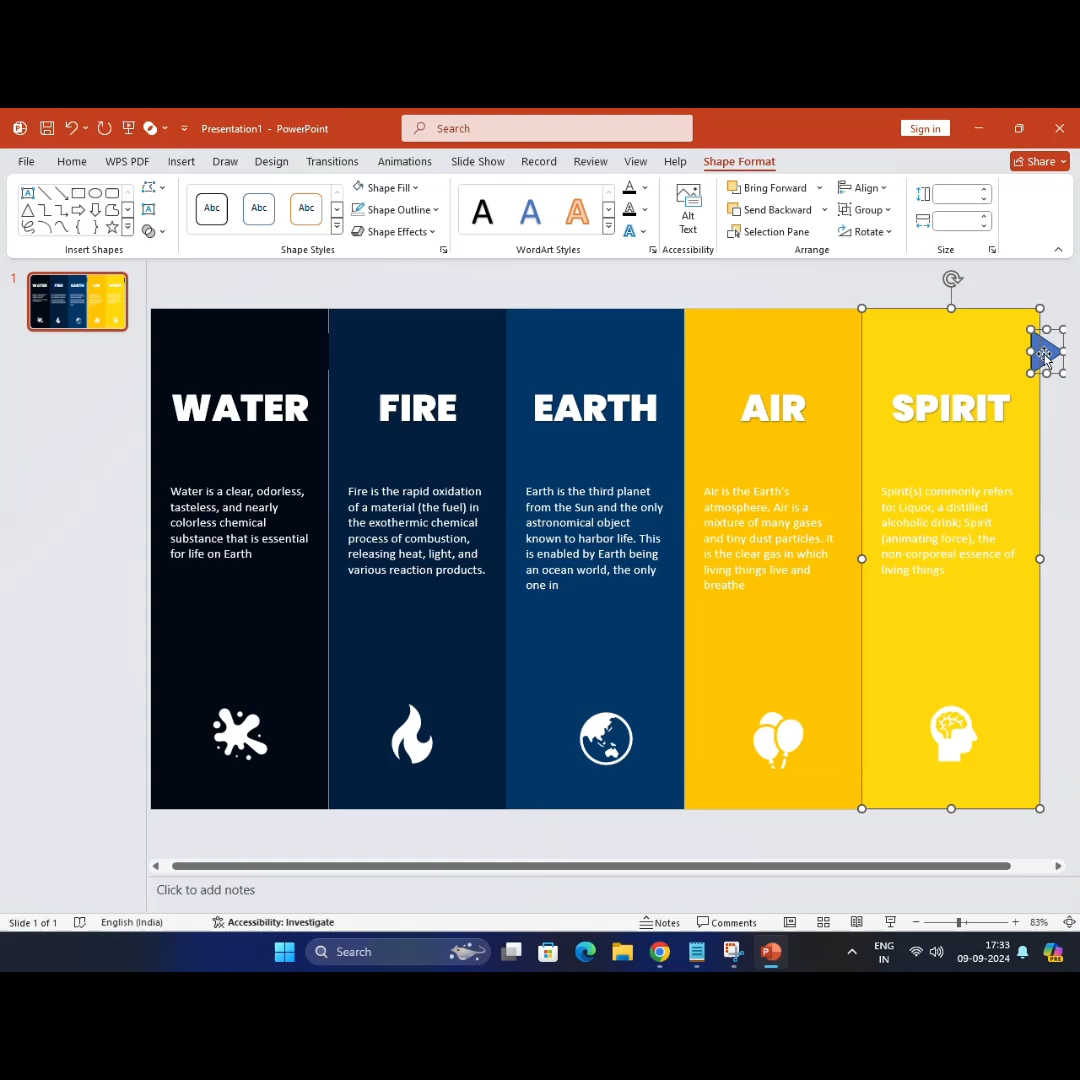 Presentation1 - PowerPoint
Search
Sign in
File Home WPS PDF Insert Draw Design Transitions Animations Slide Show Record Review View Help Shape Format
Share
Abc Abc Abc
Shape Fill
Shape Outline
Shape Effects
A A A
A
A
A
Alt
Text
Bring Forward
Send Backward
Selection Pane
Align
Group
Rotate
Insert Shapes
Shape Styles
WordArt Styles
Accessibility
Arrange
Size
1
WATER FIRE EARTH AIR SPIRIT
WATER
Water is a clear, odorless,
tasteless, and nearly
colorless chemical
substance that is essential
for life on Earth
FIRE
Fire is the rapid oxidation
of a material (the fuel) in
the exothermic chemical
process of combustion,
releasing heat, light, and
various reaction products.
EARTH
Earth is the third planet
from the Sun and the only
astronomical object
known to harbor life. This
is enabled by Earth being
an ocean world, the only
one in
AIR
Air is the Earth's
atmosphere. Air is a
mixture of many gases
and tiny dust particles. It
is the clear gas in which
living things live and
breathe
SPIRIT
Spirit(s) commonly refers
to: Liquor, a distilled
alcoholic drink; Spirit
(animating force), the
non-corporeal essence of
living things
Click to add notes
Slide 1 of 1
English (India)
Accessibility: Investigate
Notes
Comments
83%
Search
ENG
IN
17:33
09-09-2024
PRE